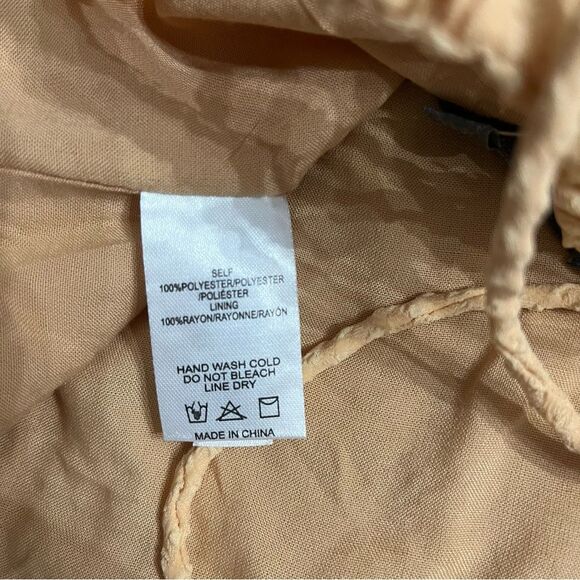 SELF
100%POLYESTER/POLYESTER
/POLIÉSTER
LINING
100%RAYON/RAYONNE/RAYÓN
HAND WASH COLD
DO NOT BLEACH
LINE DRY
MADE IN CHINA